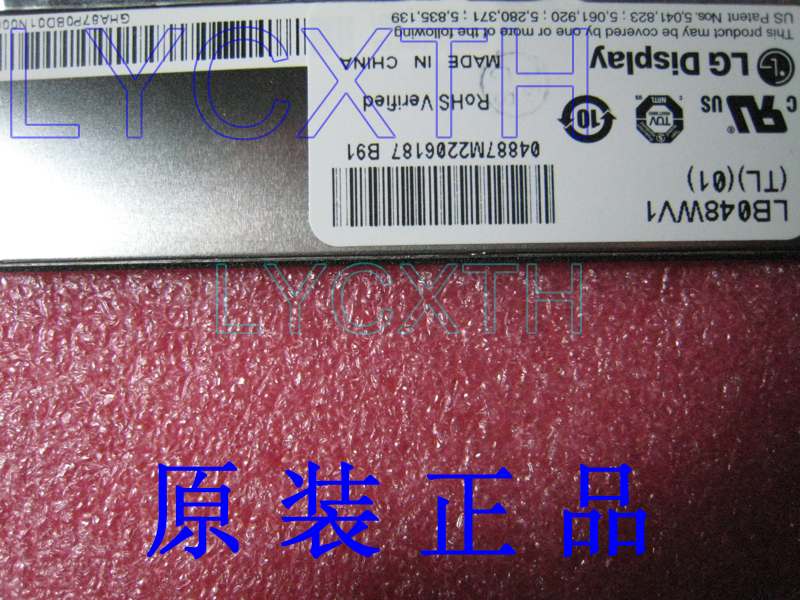 LB048WV1
(TL)(01)
04887M2206187 B91
C
UL
US
TUV
NRTL
10
RoHS Verified
LG Display
MADE IN CHINA
This product may be covered by one or more of the following
US Patent Nos.5,041,823 ; 5,061,920 ; 5,280,371 ; 5,835,139
LYCXTH
LYCXTH
原装正品